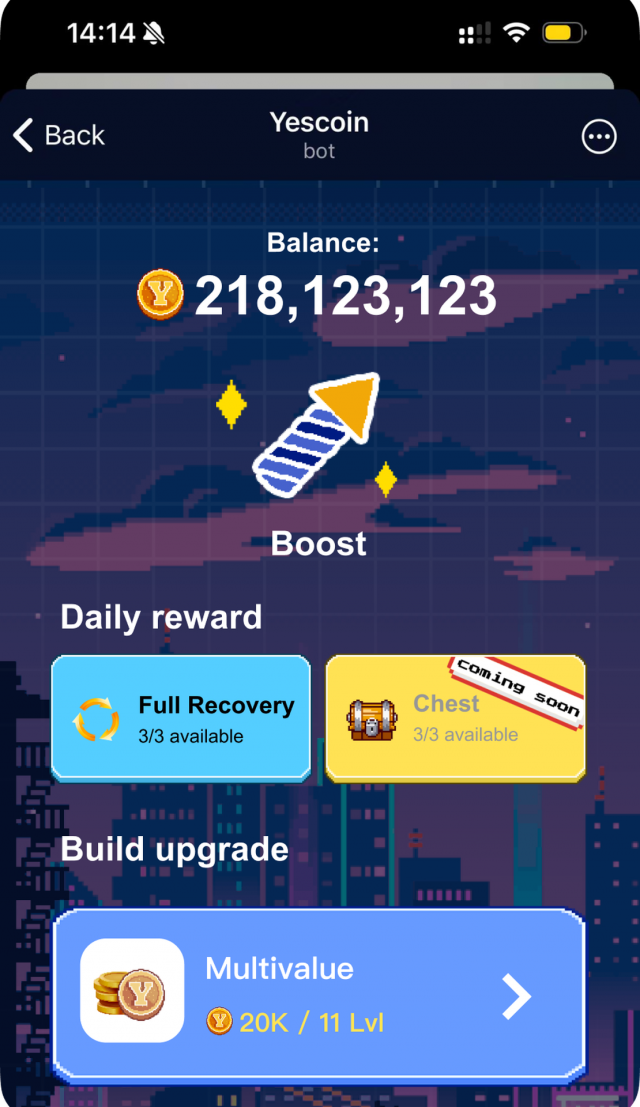 14:14
Back
Yescoin
bot
Balance:
218,123,123
Boost
Daily reward
Full Recovery
3/3 available
coming soon
Chest
3/3 available
Build upgrade
Multivalue
20K / 11 Lvl